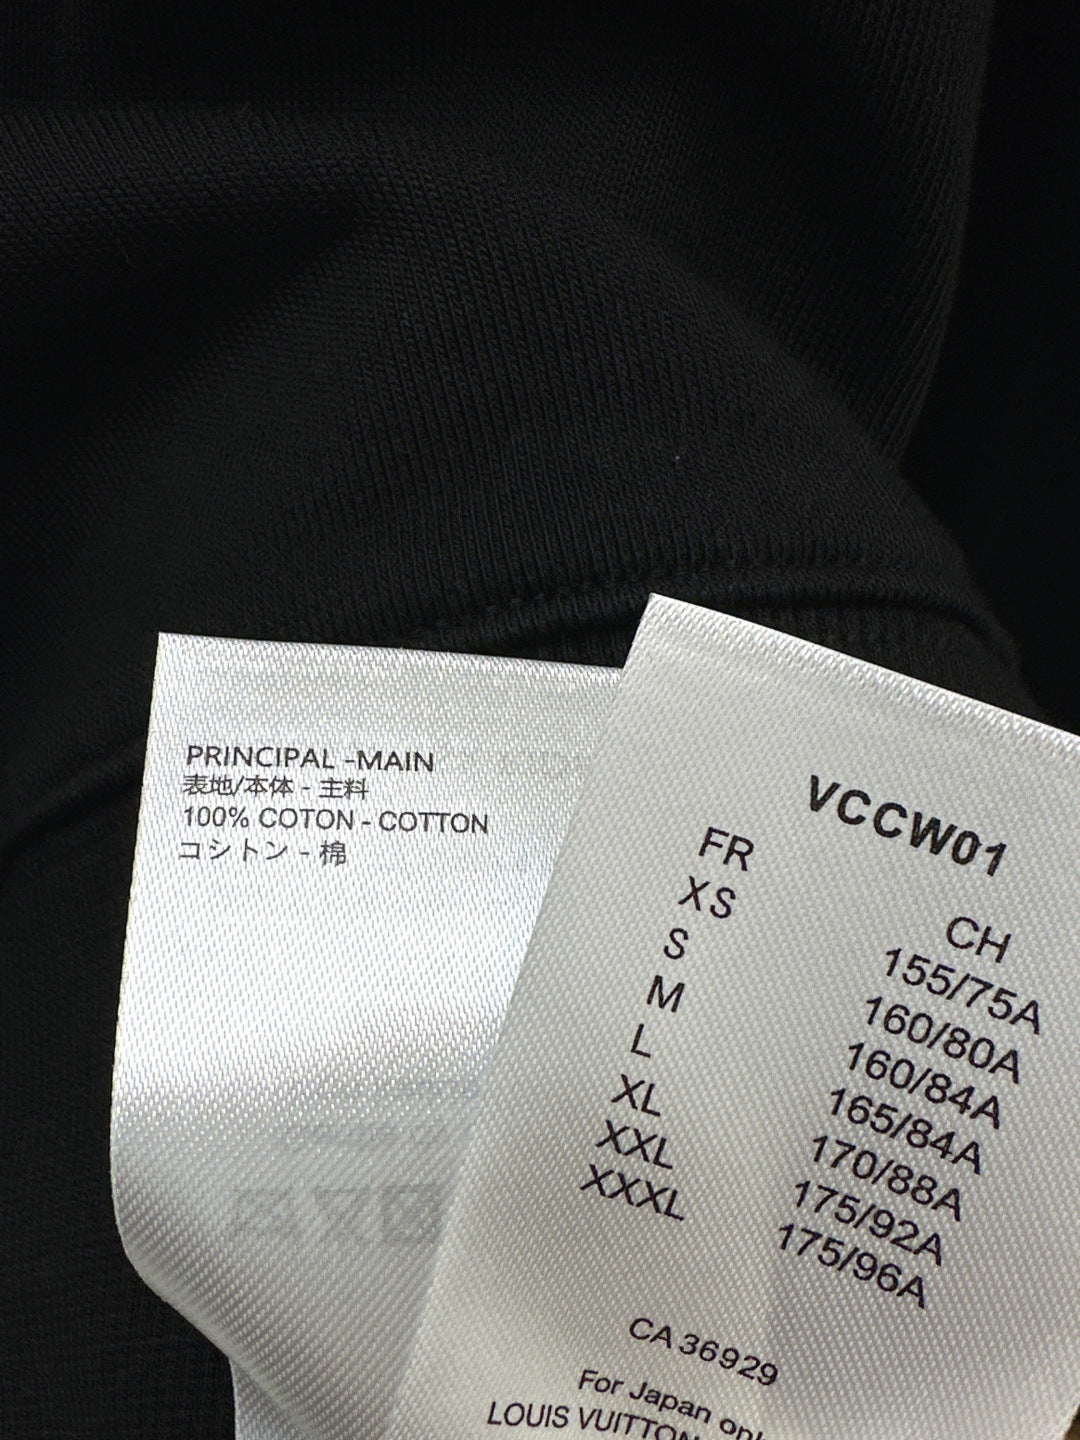 PRINCIPAL -MAIN
表地/本体 - 主料
100% COTON - COTTON
コシトン - 棉
VCCW01
FR CH
XS 155/75A
S 160/80A
M 160/84A
L 165/84A
XL 170/88A
XXL 175/92A
XXXL 175/96A
CA 36929
For Japan
LOUIS VUITTON